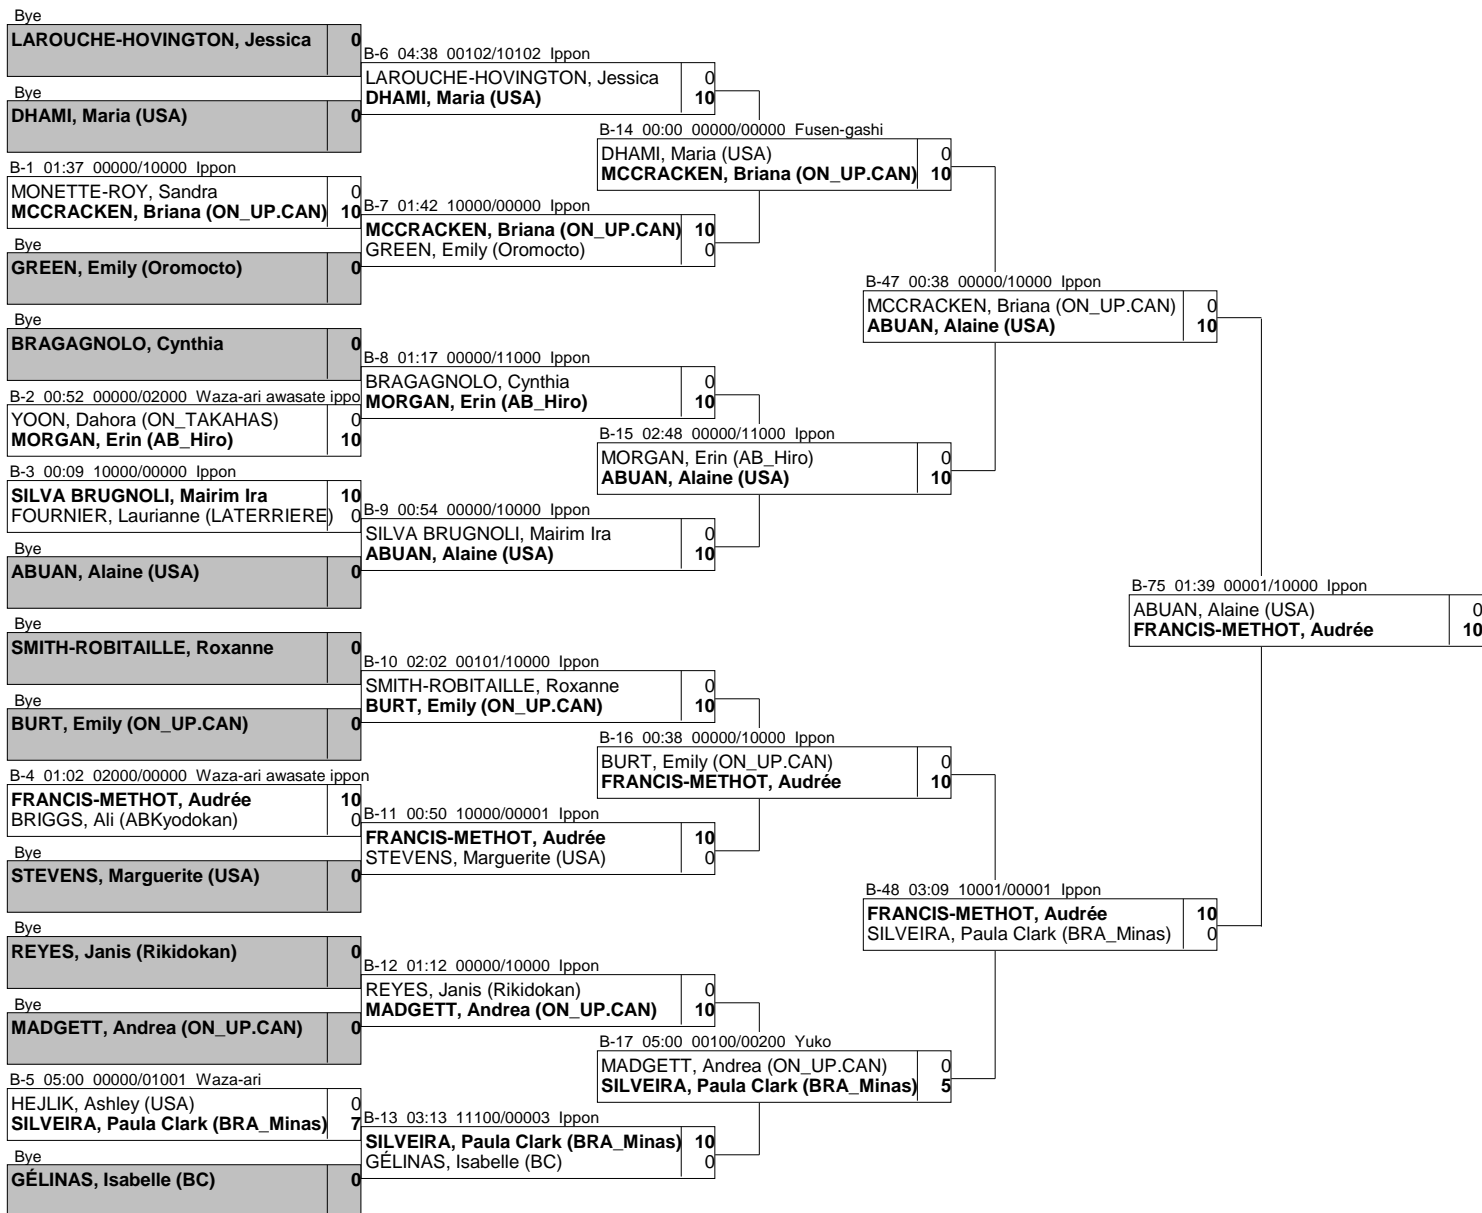 Bye
LAROUCHE-HOVINGTON, Jessica 0
Bye
DHAMI, Maria (USA) 0
B-1 01:37 00000/10000 Ippon
MONETTE-ROY, Sandra 0
MCCRACKEN, Briana (ON_UP.CAN) 10
Bye
GREEN, Emily (Oromocto) 0
Bye
BRAGAGNOLO, Cynthia 0
B-2 00:52 00000/02000 Waza-ari awasate ippo
YOON, Dahora (ON_TAKAHAS) 0
MORGAN, Erin (AB_Hiro) 10
B-3 00:09 10000/00000 Ippon
SILVA BRUGNOLI, Mairim Ira 10
FOURNIER, Laurianne (LATERRIERE) 0
Bye
ABUAN, Alaine (USA) 0
Bye
SMITH-ROBITAILLE, Roxanne 0
Bye
BURT, Emily (ON_UP.CAN) 0
B-4 01:02 02000/00000 Waza-ari awasate ippon
FRANCIS-METHOT, Audrée 10
BRIGGS, Ali (ABKyodokan) 0
Bye
STEVENS, Marguerite (USA) 0
Bye
REYES, Janis (Rikidokan) 0
Bye
MADGETT, Andrea (ON_UP.CAN) 0
B-5 05:00 00000/01001 Waza-ari
HEJLIK, Ashley (USA) 0
SILVEIRA, Paula Clark (BRA_Minas) 7
Bye
GÉLINAS, Isabelle (BC) 0
B-6 04:38 00102/10102 Ippon
LAROUCHE-HOVINGTON, Jessica 0
DHAMI, Maria (USA) 10
B-7 01:42 10000/00000 Ippon
MCCRACKEN, Briana (ON_UP.CAN) 10
GREEN, Emily (Oromocto) 0
B-8 01:17 00000/11000 Ippon
BRAGAGNOLO, Cynthia 0
MORGAN, Erin (AB_Hiro) 10
B-9 00:54 00000/10000 Ippon
SILVA BRUGNOLI, Mairim Ira 0
ABUAN, Alaine (USA) 10
B-10 02:02 00101/10000 Ippon
SMITH-ROBITAILLE, Roxanne 0
BURT, Emily (ON_UP.CAN) 10
B-11 00:50 10000/00001 Ippon
FRANCIS-METHOT, Audrée 10
STEVENS, Marguerite (USA) 0
B-12 01:12 00000/10000 Ippon
REYES, Janis (Rikidokan) 0
MADGETT, Andrea (ON_UP.CAN) 10
B-13 03:13 11100/00003 Ippon
SILVEIRA, Paula Clark (BRA_Minas) 10
GÉLINAS, Isabelle (BC) 0
B-14 00:00 00000/00000 Fusen-gashi
DHAMI, Maria (USA) 0
MCCRACKEN, Briana (ON_UP.CAN) 10
B-15 02:48 00000/11000 Ippon
MORGAN, Erin (AB_Hiro) 0
ABUAN, Alaine (USA) 10
B-16 00:38 00000/10000 Ippon
BURT, Emily (ON_UP.CAN) 0
FRANCIS-METHOT, Audrée 10
B-17 05:00 00100/00200 Yuko
MADGETT, Andrea (ON_UP.CAN) 0
SILVEIRA, Paula Clark (BRA_Minas) 5
B-47 00:38 00000/10000 Ippon
MCCRACKEN, Briana (ON_UP.CAN) 0
ABUAN, Alaine (USA) 10
B-48 03:09 10001/00001 Ippon
FRANCIS-METHOT, Audrée 10
SILVEIRA, Paula Clark (BRA_Minas) 0
B-75 01:39 00001/10000 Ippon
ABUAN, Alaine (USA) 0
FRANCIS-METHOT, Audrée 10